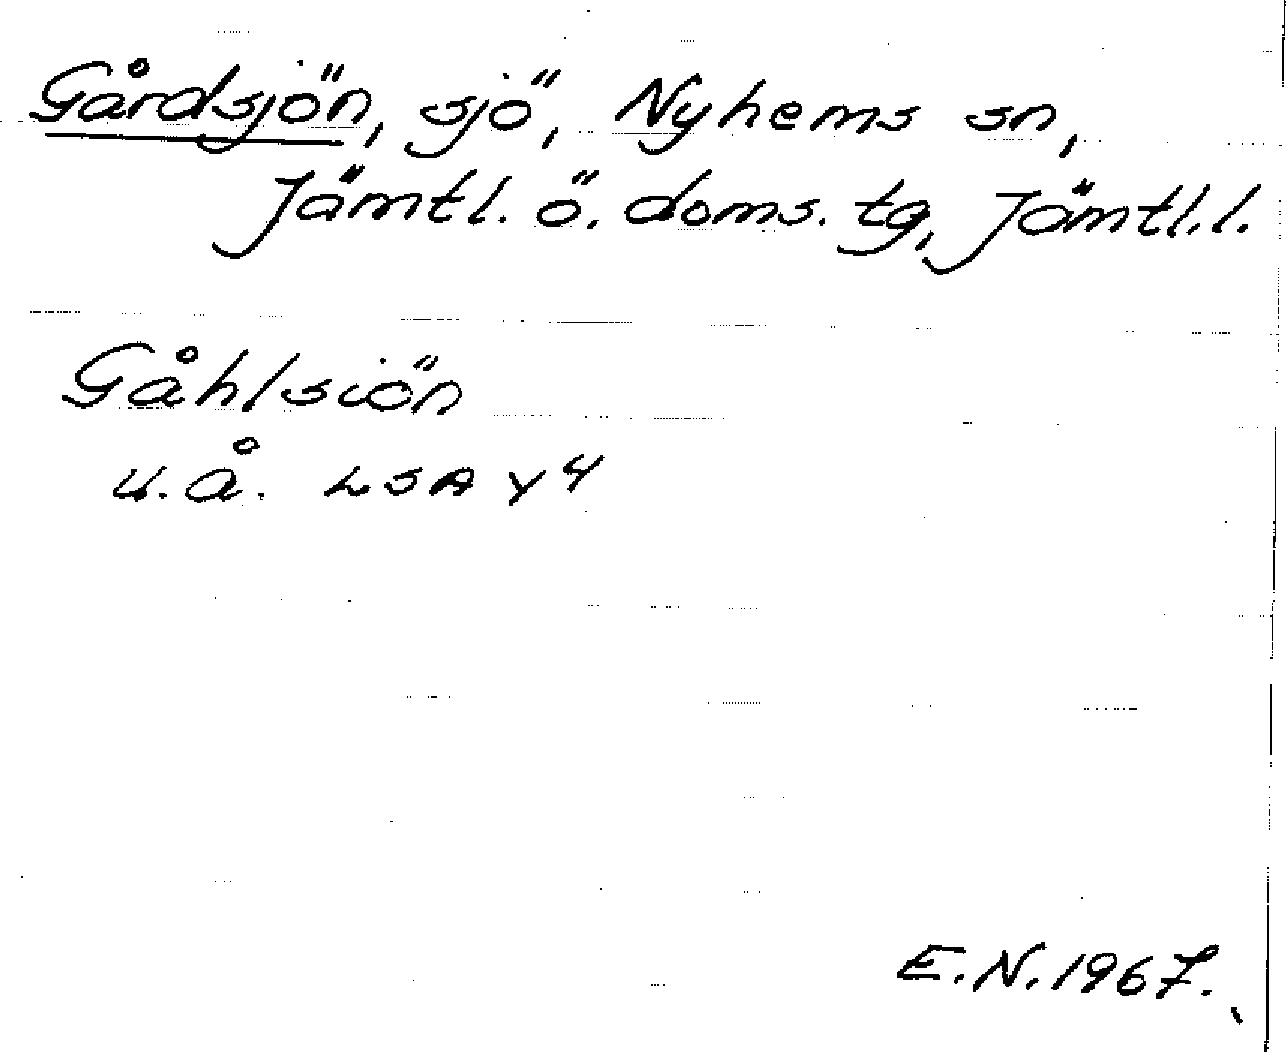 Gårdsjön, sjö, Nyhems sn,
Jämtl. ö. doms. tg, Jämtl.l.
Gåhlsiön
u.å. LSA Y4
E.N.1967.